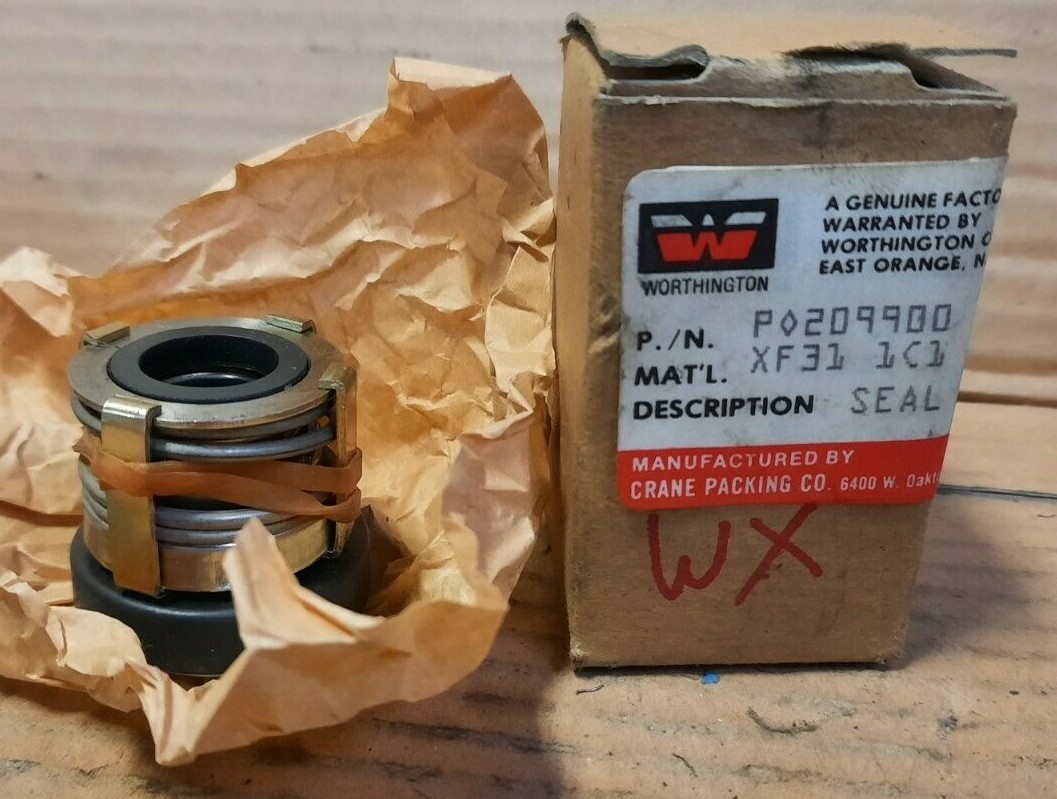 W
WORTHINGTON
A GENUINE FACTO
WARRANTED BY
WORTHINGTON
EAST ORANGE, N
P./N. P0209900
MAT'L. XF31 1C1
DESCRIPTION SEAL
MANUFACTURED BY
CRANE PACKING CO. 6400 W. Oakt
WX